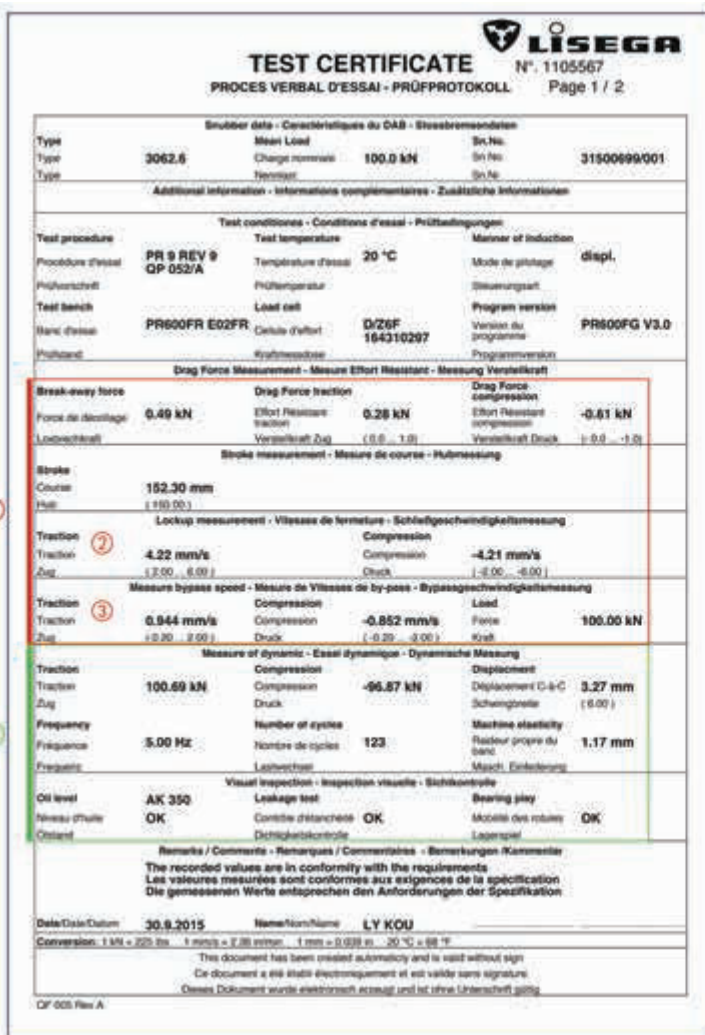 LISEGA
TEST CERTIFICATE
N°. 1105567
PROCES VERBAL D'ESSAI - PRÜFPROTOKOLL
Page 1 / 2
Snubber data - Caractéristiques du DAB - Stossbremsendaten
Type Mean Load Sn.No.
Type 3062.6 Charge nominale 100.0 kN Sn No 31500699/001
Type Nennlast Sn.Nr
Additional information - Informations complémentaires - Zusätzliche Informationen
Test conditiones - Conditions d'essai - Prüfbedingungen
Test procedure Test temperature Manner of induction
Procédure d'essai PR 9 REV 9 QP 052/A Température d'essai 20 °C Mode de pilotage displ.
Prüfvorschrift Prüftemperatur Steuerungsart
Test bench Load cell Program version
Banc d'essai PR600FR E02FR Cellule d'effort D/Z6F 164310297 Version du programme PR600FG V3.0
Prüfstand Kraftmessdose Programmversion
Drag Force Measurement - Mesure Effort Résistant - Messung Verstellkraft
Break-away force Drag Force traction Drag Force compression
Force de décollage 0.49 kN Effort Résistant traction 0.28 kN Effort Résistant compression -0.61 kN
Losbrechkraft Verstellkraft Zug ( 0.0 ... 1.0) Verstellkraft Druck (- 0.0 ... -1.0)
Stroke measurement - Mesure de course - Hubmessung
Stroke
Course 152.30 mm
Hub ( 150.00 )
Lockup measurement - Vitesses de fermeture - Schließgeschwindigkeitsmessung
Traction ② Compression
Traction 4.22 mm/s Compression -4.21 mm/s
Zug ( 2.00 ... 6.00 ) Druck ( -2.00 ... -6.00 )
Measure bypass speed - Mesure de Vitesses de by-pass - Bypassgeschwindigkeitsmessung
Traction ③ Compression Load
Traction 0.944 mm/s Compression -0.852 mm/s Force 100.00 kN
Zug ( 0.20 ... 2.00 ) Druck ( -0.20 ... -2.00 ) Kraft
Measure of dynamic - Essai dynamique - Dynamische Messung
Traction Compression Displacment
Traction 100.69 kN Compression -96.87 kN Déplacement C-à-C 3.27 mm
Zug Druck Schwingbreite ( 6.00 )
Frequency Number of cycles Machine elasticity
Fréquence 5.00 Hz Nombre de cycles 123 Raideur propre du banc 1.17 mm
Frequenz Lastwechsel Masch. Einfederung
Visual inspection - Inspection visuelle - Sichtkontrolle
Oil level AK 350 Leakage test Bearing play
Niveau d'huile OK Contrôle d'étanchéité OK Mobilité des rotules OK
Ölstand Dichtigkeitskontrolle Lagerspiel
Remarks / Comments - Remarques / Commentaires - Bemerkungen /Kommentar
The recorded values are in conformity with the requirements
Les valeures mesurées sont conformes aux exigences de la spécification
Die gemessenen Werte entsprechen den Anforderungen der Spezifikation
Date/Date/Datum 30.9.2015 Name/Nom/Name LY KOU
Conversion: 1 kN = 225 lbs 1 mm/s = 2.36 in/min 1 mm = 0.039 in 20 °C = 68 °F
This document has been created automaticly and is valid without sign
Ce document a été établi électroniquement et est valide sans signature
Dieses Dokument wurde elektronisch erzeugt und ist ohne Unterschrift gültig
QF 005 Rev A